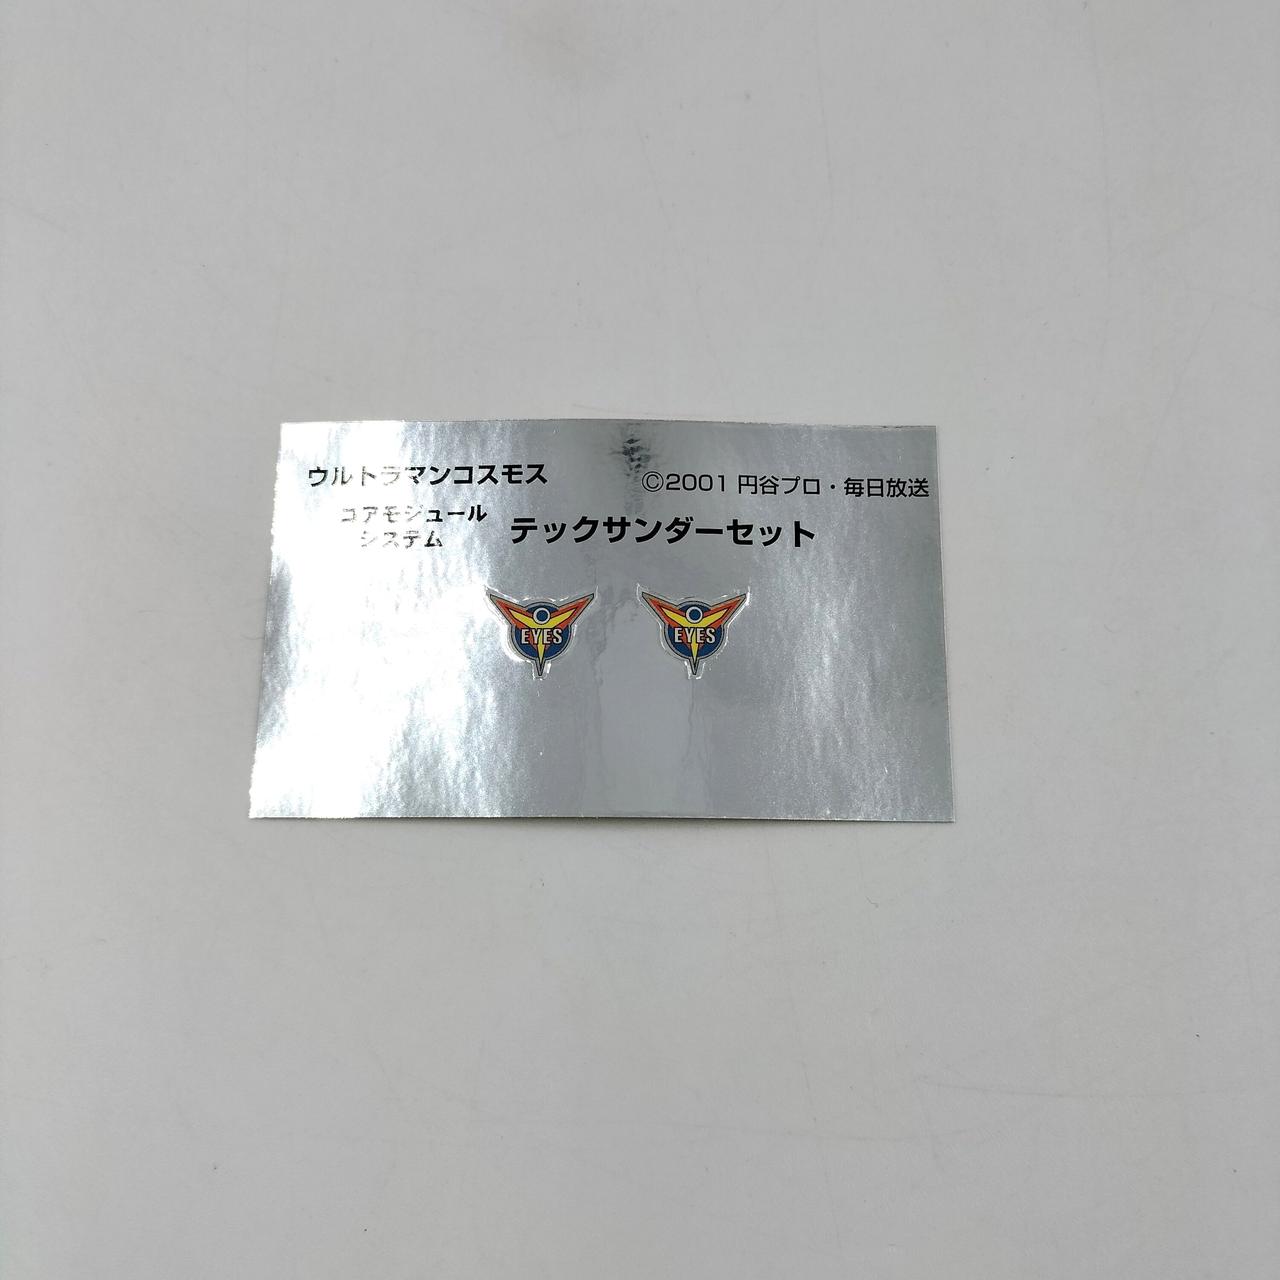 ウルトラマンコスモス
©2001 円谷プロ・毎日放送
コアモジュール
システム
テックサンダーセット
EYES
EYES